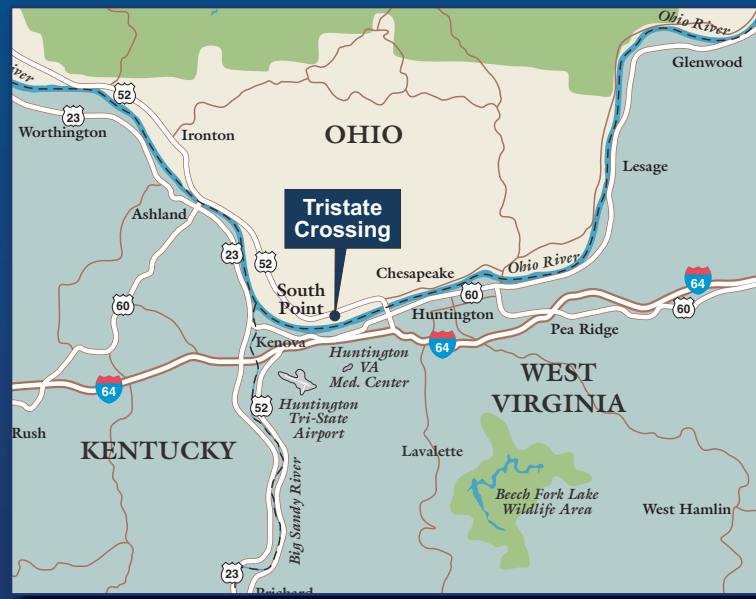 Ohio River
Glenwood
river
52
23
Worthington
Ironton
OHIO
Lesage
Ashland
Tristate
Crossing
23
52
Ohio River
Chesapeake
64
South
Point
60
60
60
Huntington
Kenova
64
Pea Ridge
Huntington
VA
Med. Center
64
WEST
VIRGINIA
52
Huntington
Tri-State
Airport
Rush
KENTUCKY
Lavalette
Big Sandy River
Beech Fork Lake
Wildlife Area
West Hamlin
23
Prichard